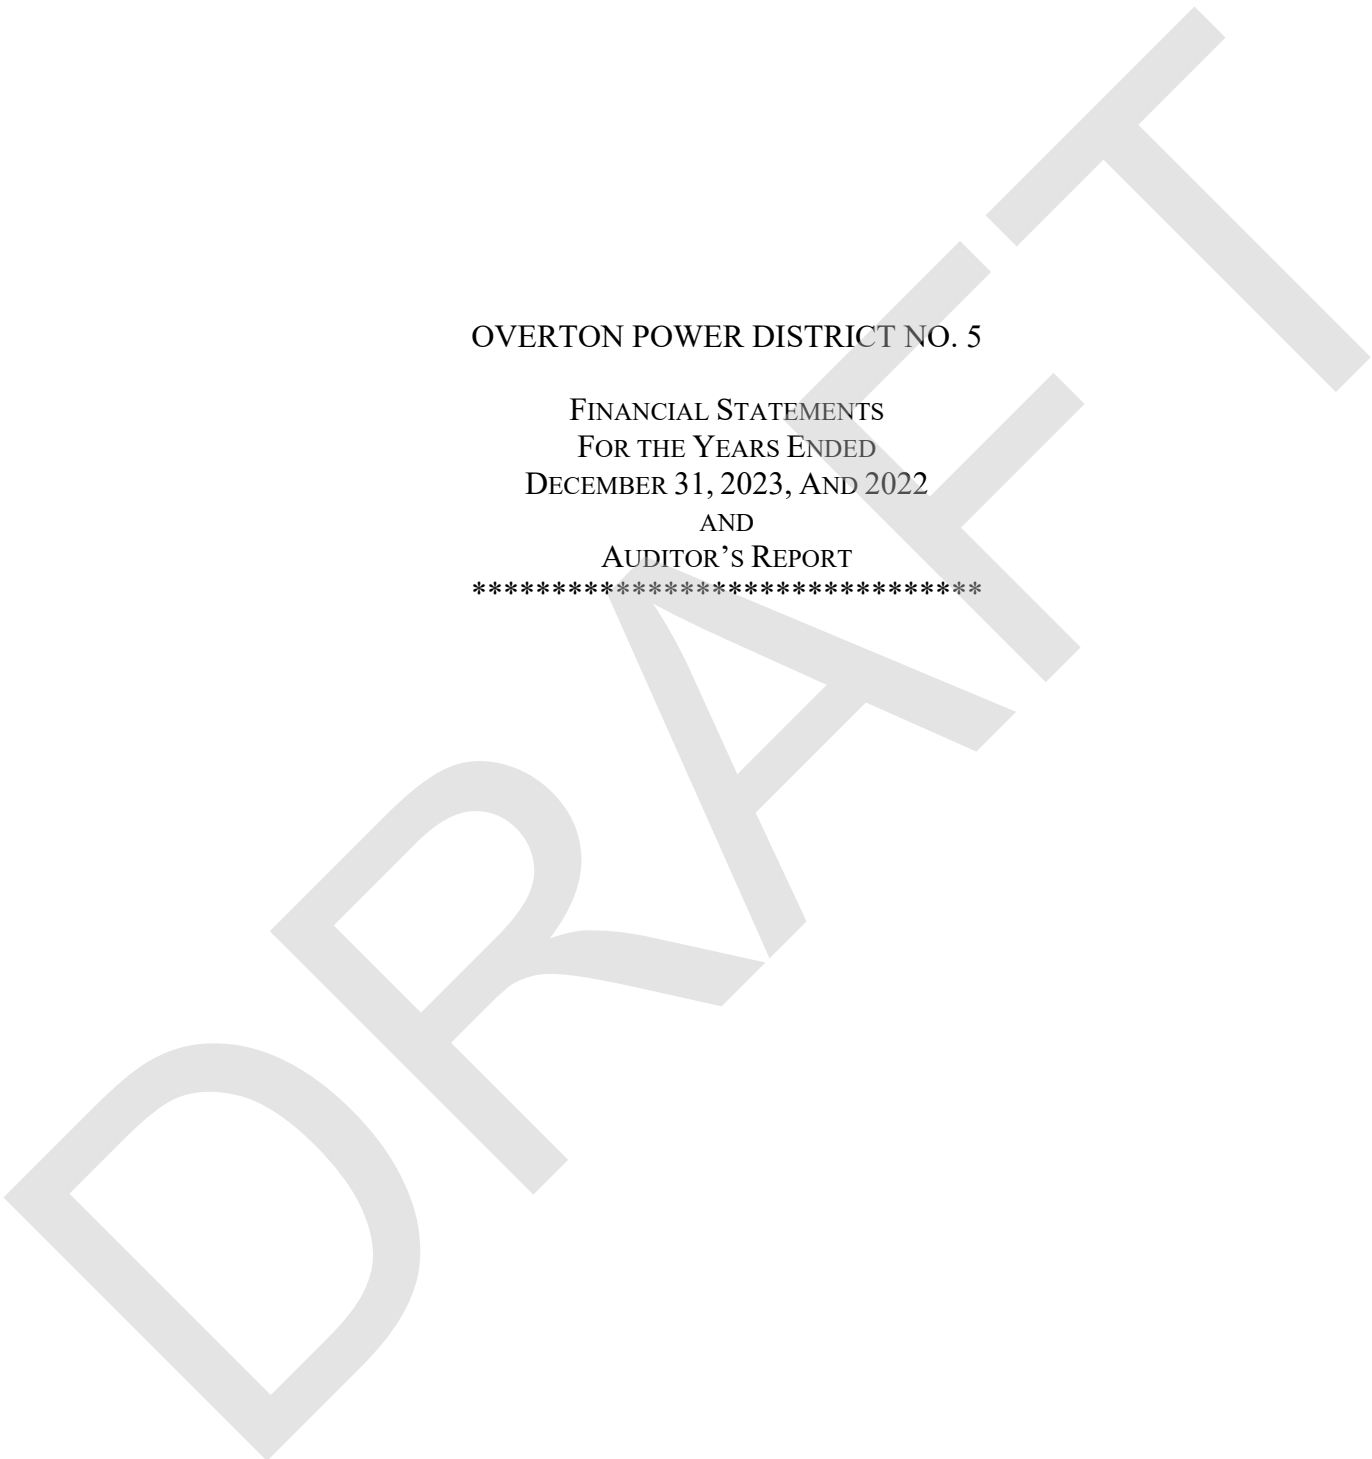 OVERTON POWER DISTRICT NO. 5
FINANCIAL STATEMENTS
FOR THE YEARS ENDED
DECEMBER 31, 2023, AND 2022
AND
AUDITOR’S REPORT
********************************
DRAFT